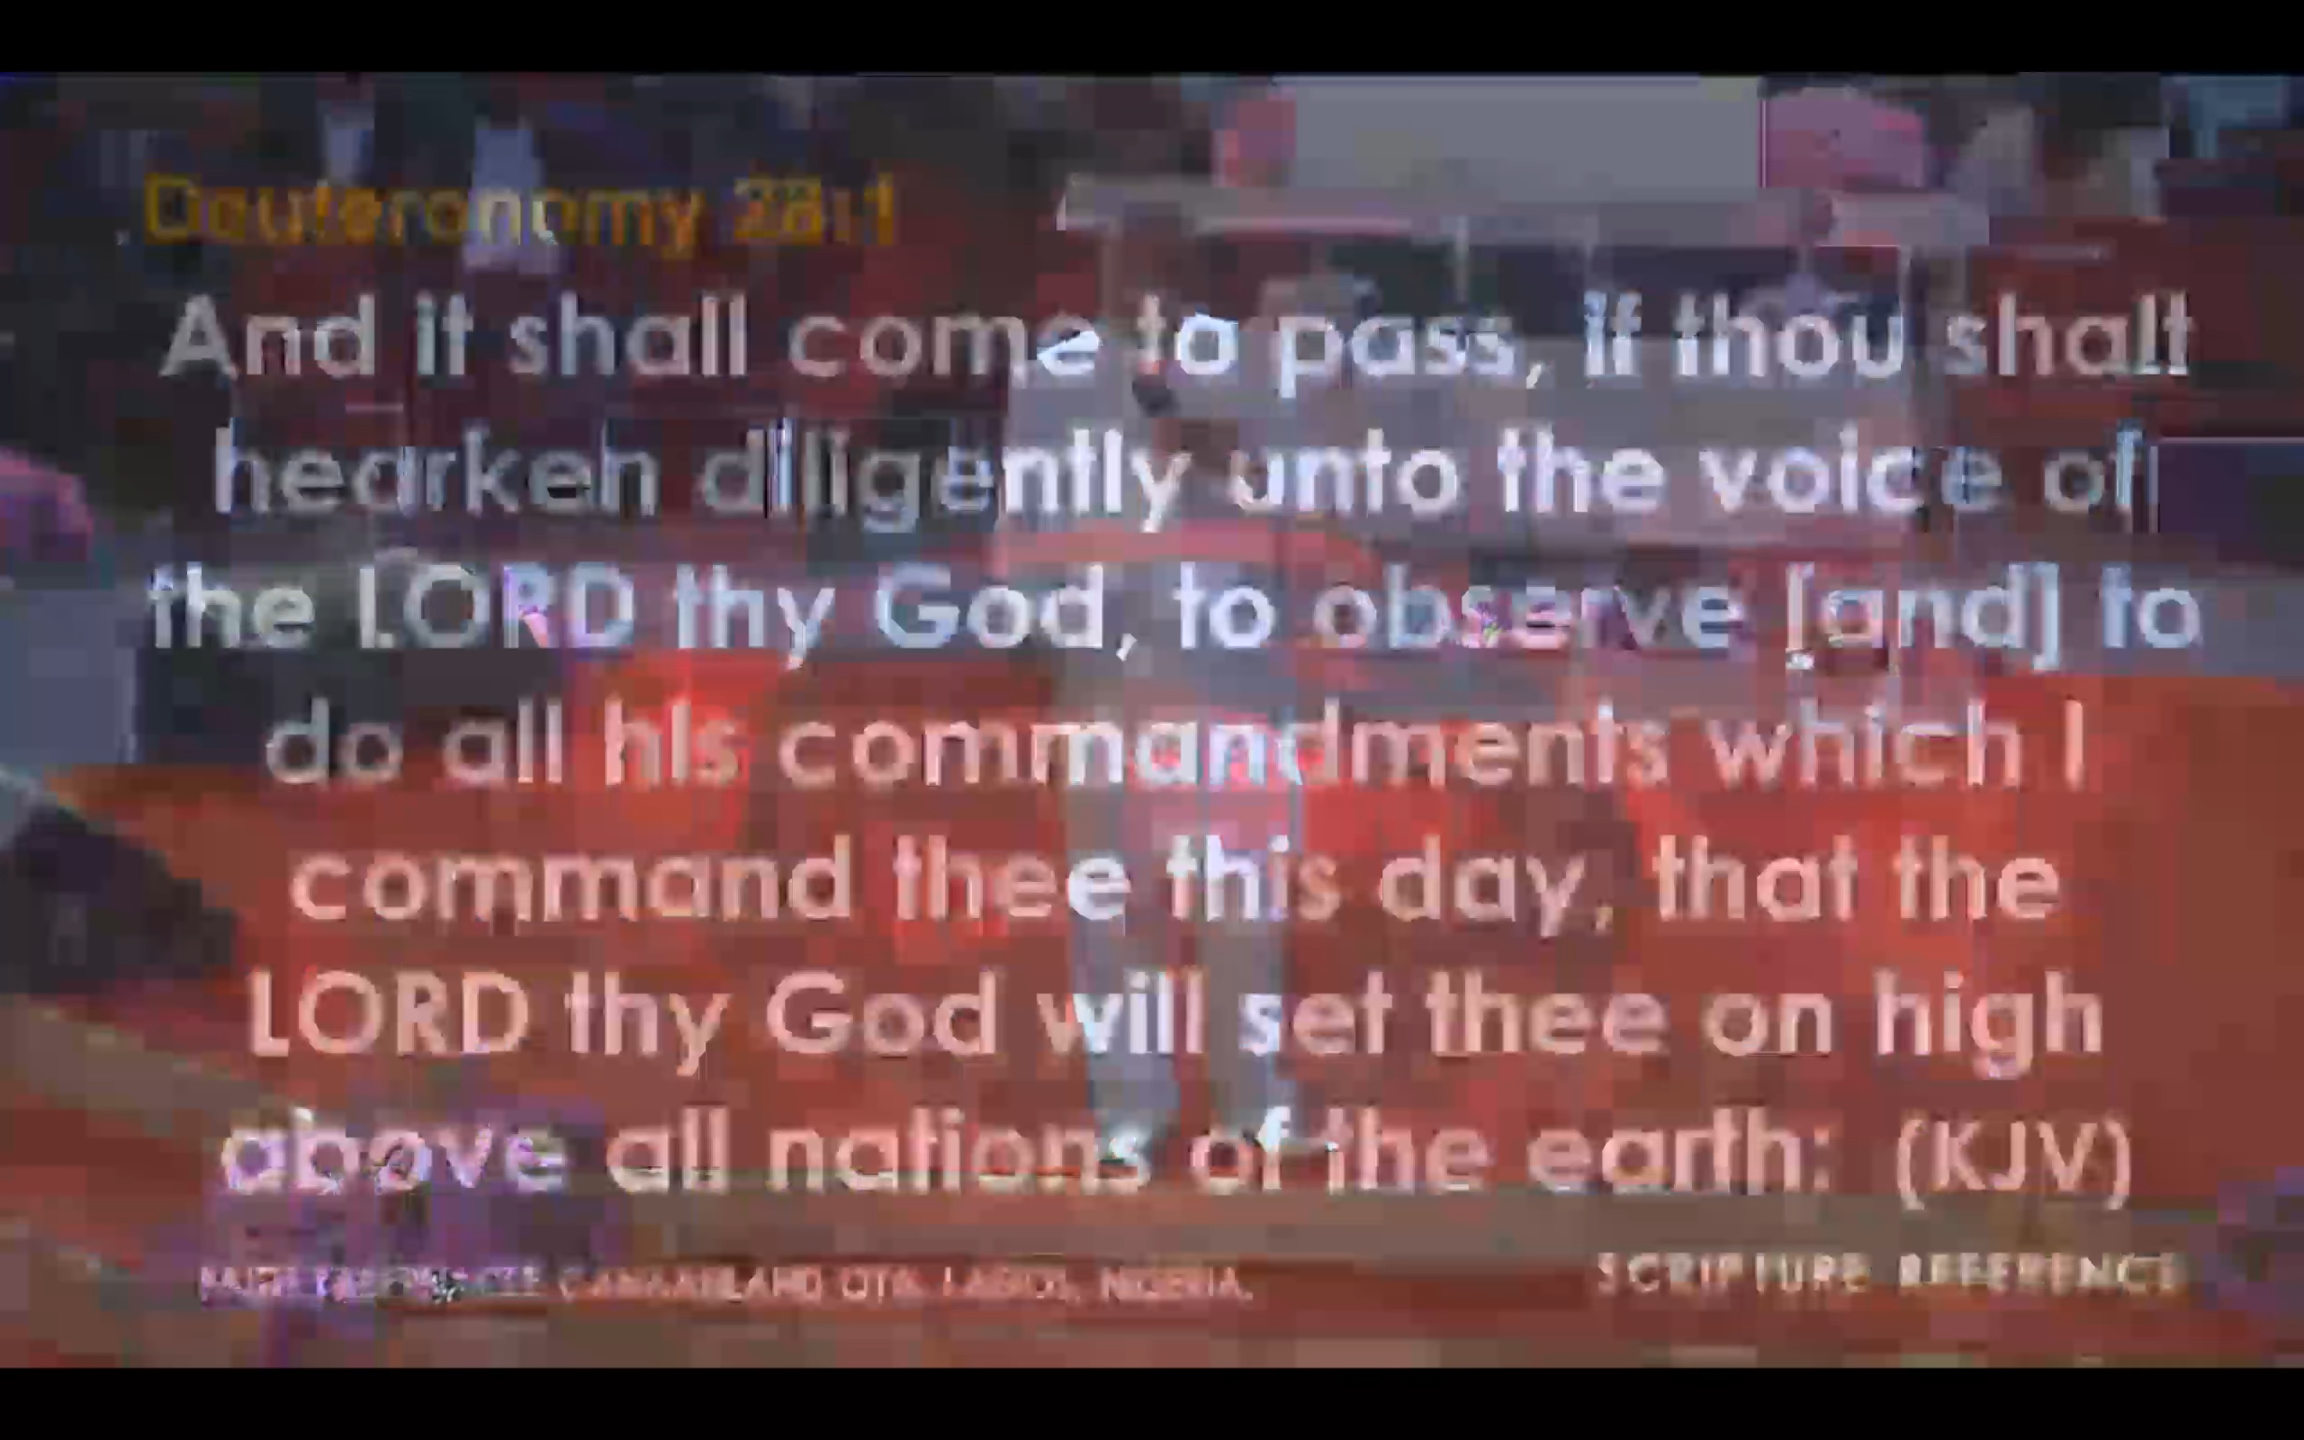 Deuteronomy 28:1
And it shall come to pass, if thou shalt
hearken diligently unto the voice of
the LORD thy God, to observe [and] to
do all his commandments which I
command thee this day, that the
LORD thy God will set thee on high
above all nations of the earth: (KJV)
CANAANLAND OTA, LAGOS, NIGERIA.
SCRIPTURE REFERENCE